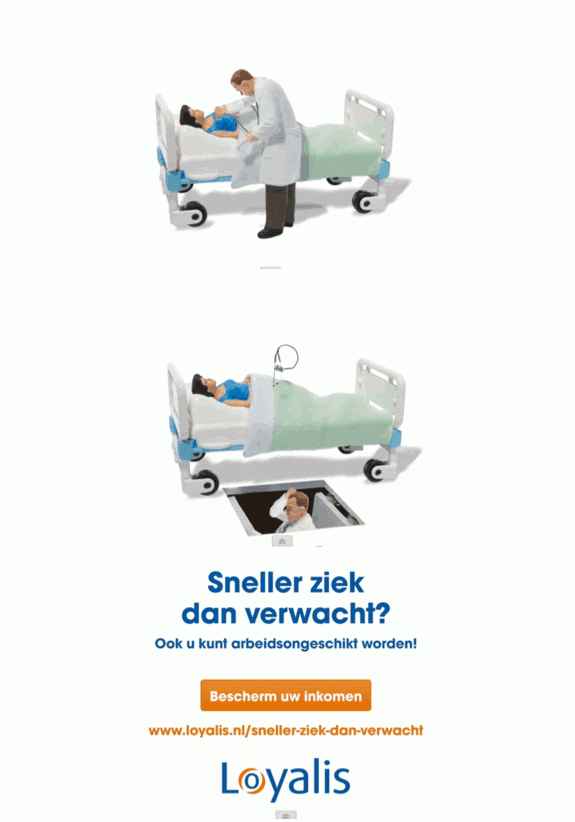 Sneller ziek
dan verwacht?
Ook u kunt arbeidsongeschikt worden!
Bescherm uw inkomen
www.loyalis.nl/sneller-ziek-dan-verwacht
Loyalis